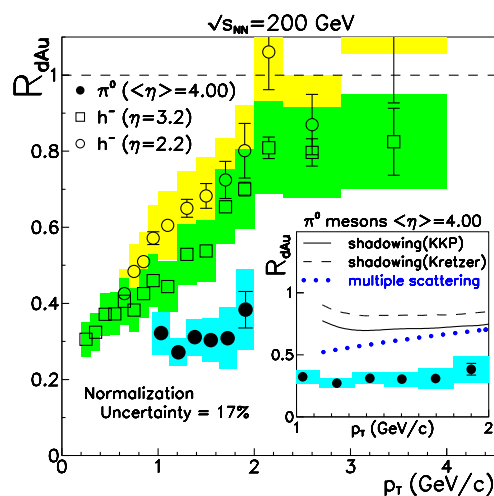 √sNN=200 GeV
RdAu
π⁰ (<η>=4.00)
h⁻ (η=3.2)
h⁻ (η=2.2)
1
0.8
0.6
0.4
0.2
0
π⁰ mesons <η>=4.00
shadowing(KKP)
shadowing(Kretzer)
multiple scattering
RdAu
1
0.5
0
1
2
pT(GeV/c)
Normalization
Uncertainty = 17%
0
1
2
3
4
pT (GeV/c)